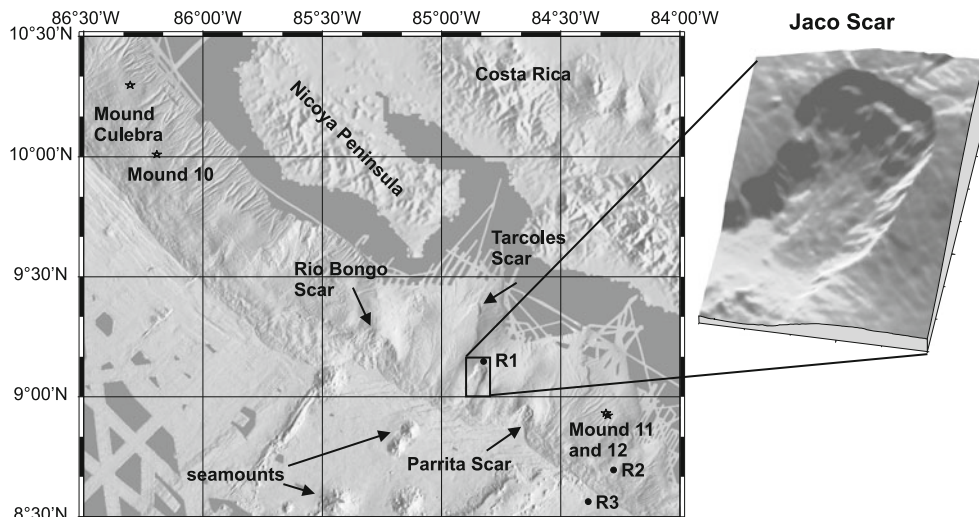 86°00'W 85°30'W 85°00'W 84°30'W 84°00'W
Jaco Scar
10°30'N
Costa Rica
Nicoya Peninsula
Mound
Culebra
10°00'N
Mound 10
Tarcoles
Scar
9°30'N
Rio Bongo
Scar
R1
9°00'N
Mound 11
and 12
Parrita Scar
seamounts
R2
R3
8°30'N